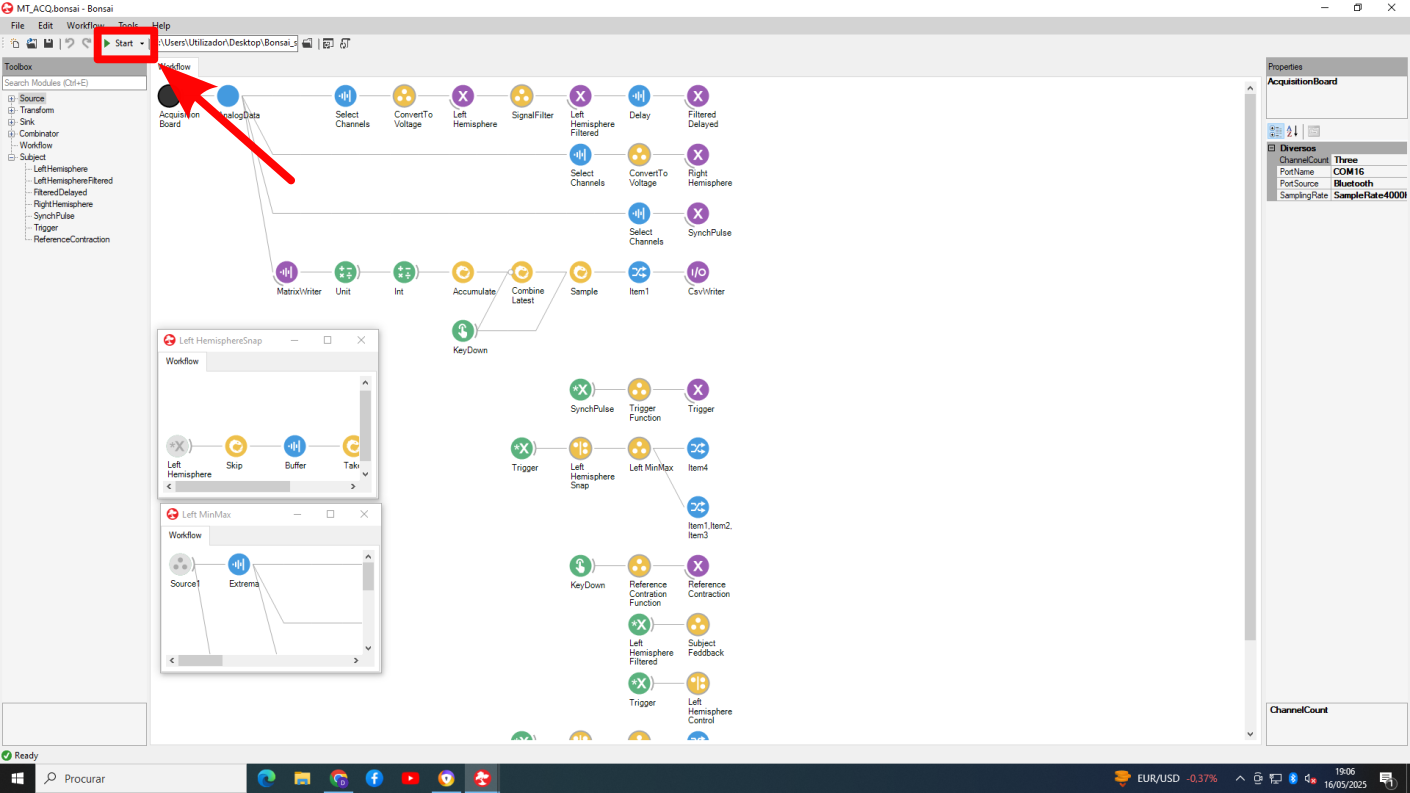 MT_ACQ.bonsai - Bonsai
File Edit Workflow Tools Help
Start :\Users\Utilizador\Desktop\Bonsai_s
Toolbox
Search Modules (Ctrl+E)
Source
Transform
Sink
Combinator
Workflow
Subject
LeftHemisphere
LeftHemisphereFiltered
FilteredDelayed
RightHemisphere
SynchPulse
Trigger
ReferenceContraction
Ready
Workflow
Acquisition
Board
AnalogData
Select
Channels
ConvertTo
Voltage
Left
Hemisphere
SignalFilter
Left
Hemisphere
Filtered
Delay
Filtered
Delayed
Select
Channels
ConvertTo
Voltage
Right
Hemisphere
Select
Channels
SynchPulse
MatrixWriter
Unit
Int
Accumulate
Combine
Latest
Sample
Item1
CsvWriter
KeyDown
SynchPulse
Trigger
Function
Trigger
Trigger
Left
Hemisphere
Snap
Left MinMax
Item4
Item1,Item2,
Item3
KeyDown
Reference
Contration
Function
Reference
Contraction
Left
Hemisphere
Filtered
Subject
Feddback
Trigger
Left
Hemisphere
Control
Left HemisphereSnap
Workflow
Left
Hemisphere
Skip
Buffer
Take
Left MinMax
Workflow
Source1
Extrema
Properties
AcquisitionBoard
Diversos
ChannelCount Three
PortName COM16
PortSource Bluetooth
SamplingRate SampleRate4000H
ChannelCount
Procurar
EUR/USD -0,37%
19:06
16/05/2025
1